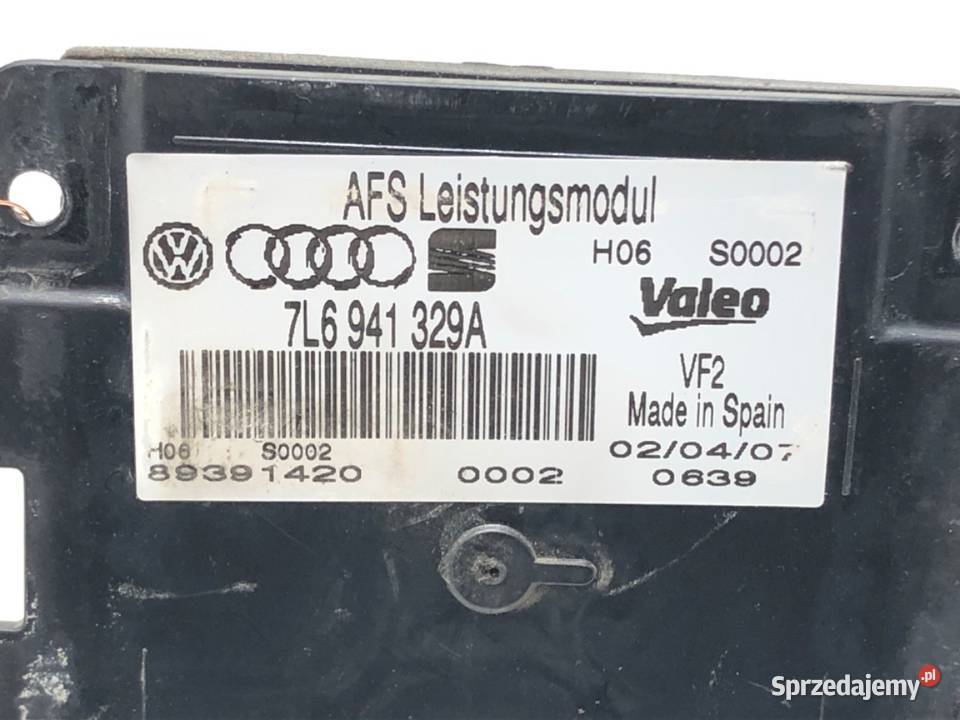 AFS Leistungsmodul
H06 S0002
Valeo
7L6 941 329A
VF2
Made in Spain
H06 S0002 02/04/07
89391420 0002 0639
Sprzedajemy.pl